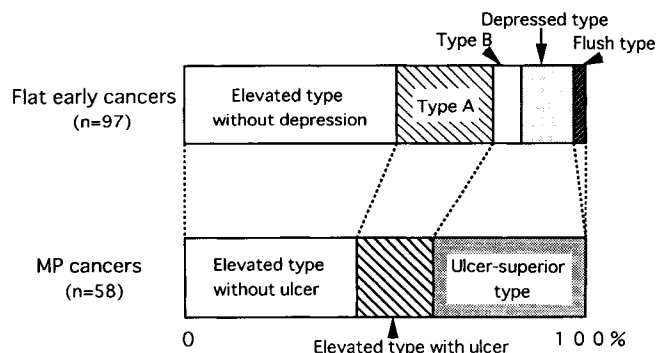 Depressed type
Type B
Flush type
Flat early cancers
(n=97)
Elevated type
without depression
Type A
MP cancers
(n=58)
Elevated type
without ulcer
Ulcer-superior
type
0
100%
Elevated type with ulcer